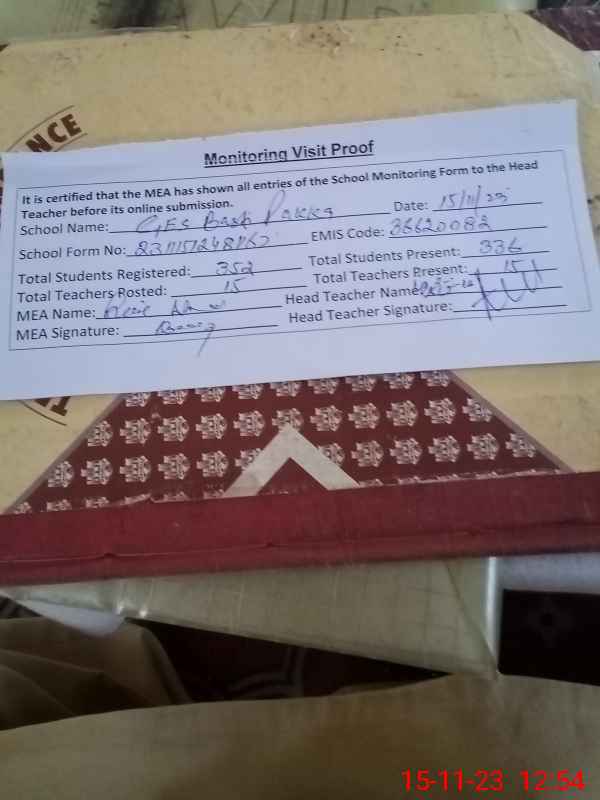 NCE
Monitoring Visit Proof
It is certified that the MEA has shown all entries of the School Monitoring Form to the Head
Teacher before its online submission.
School Name: GES Basti Pakka Date: 15/11/23
School Form No: EMIS Code: 36620082
Total Students Registered: 352 Total Students Present: 336
Total Teachers Posted: 15 Total Teachers Present: 15
MEA Name: Head Teacher Name:
MEA Signature: Head Teacher Signature:
15-11-23 12:54